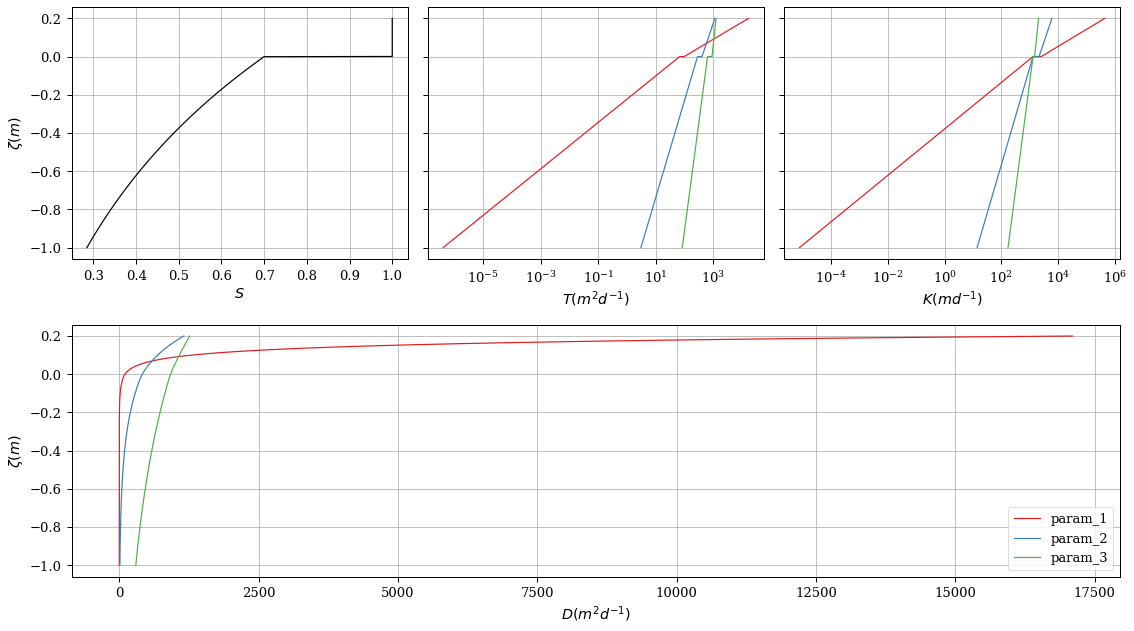 0.2
0.0
−0.2
−0.4
−0.6
−0.8
−1.0
ζ(m)
0.3 0.4 0.5 0.6 0.7 0.8 0.9 1.0
S
10⁻⁵ 10⁻³ 10⁻¹ 10¹ 10³
T(m²d⁻¹)
10⁻⁴ 10⁻² 10⁰ 10² 10⁴ 10⁶
K(md⁻¹)
0.2
0.0
−0.2
−0.4
−0.6
−0.8
−1.0
ζ(m)
param_1
param_2
param_3
0 2500 5000 7500 10000 12500 15000 17500
D(m²d⁻¹)